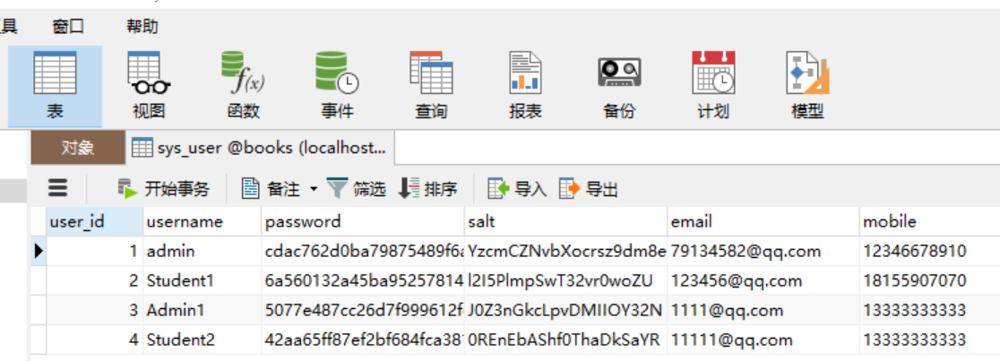 具 窗口 帮助
表 视图 f(x) 函数 事件 查询 报表 备份 计划 模型
对象 sys_user @books (localhost...
开始事务 备注 筛选 排序 导入 导出
user_id username password salt email mobile
1 admin cdac762d0ba79875489f6a YzcmCZNvbXocrsz9dm8e 79134582@qq.com 12346678910
2 Student1 6a560132a45ba95257814 l2I5PlmpSwT32vr0woZU 123456@qq.com 18155907070
3 Admin1 5077e487cc26d7f999612f J0Z3nGkcLpvDMIIOY32N 1111@qq.com 13333333333
4 Student2 42aa65ff87ef2bf684fca38 0REnEbAShf0ThaDkSaYR 11111@qq.com 13333333333